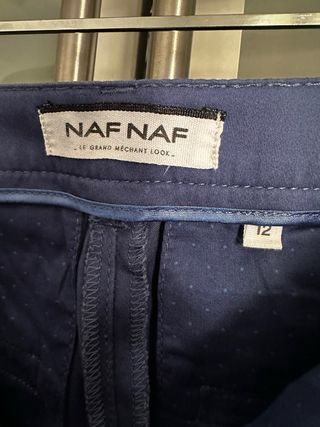 NAF NAF
_ LE GRAND MÉCHANT LOOK _
12